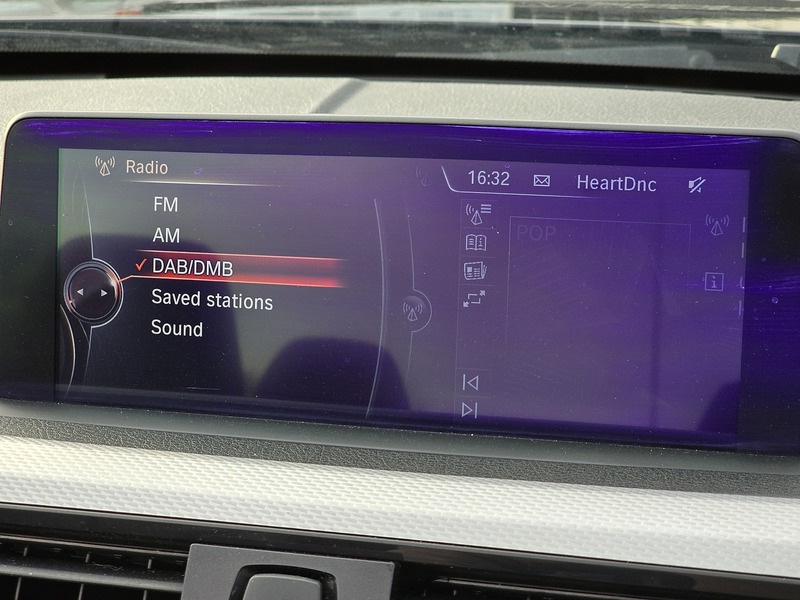 Radio
16:32 HeartDnc
FM
AM
DAB/DMB
Saved stations
Sound
POP